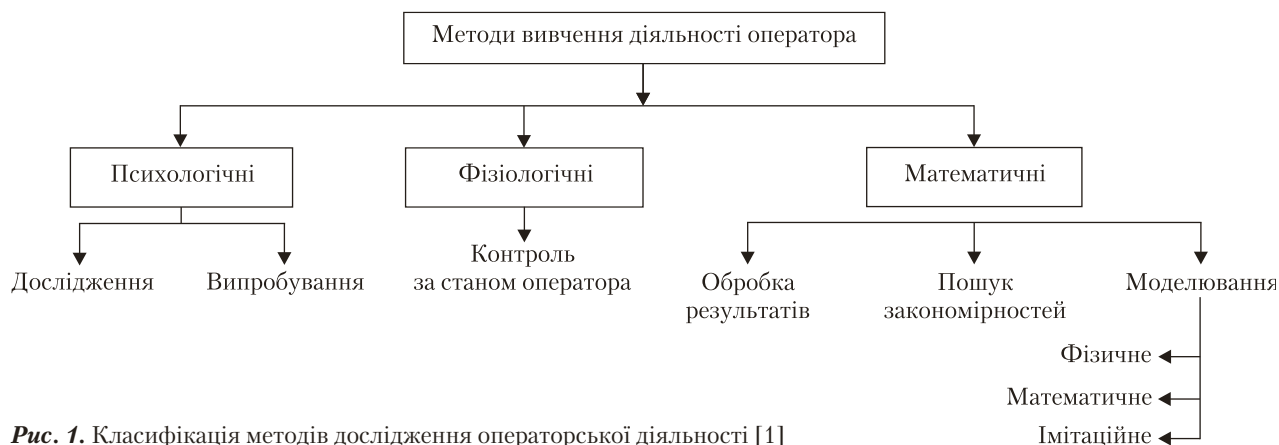 Методи вивчення діяльності оператора
Психологічні
Фізіологічні
Математичні
Дослідження
Випробування
Контроль
за станом оператора
Обробка
результатів
Пошук
закономірностей
Моделювання
Фізичне
Математичне
Імітаційне
Рис. 1. Класифікація методів дослідження операторської діяльності [1]